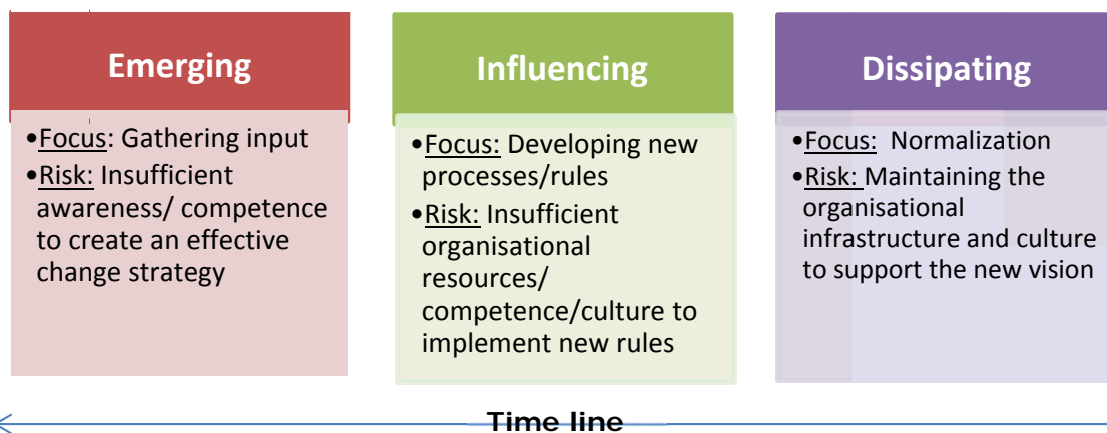 Emerging
•Focus: Gathering input
•Risk: Insufficient
awareness/ competence
to create an effective
change strategy
Influencing
•Focus: Developing new
processes/rules
•Risk: Insufficient
organisational
resources/
competence/culture to
implement new rules
Dissipating
•Focus: Normalization
•Risk: Maintaining the
organisational
infrastructure and culture
to support the new vision
Time line